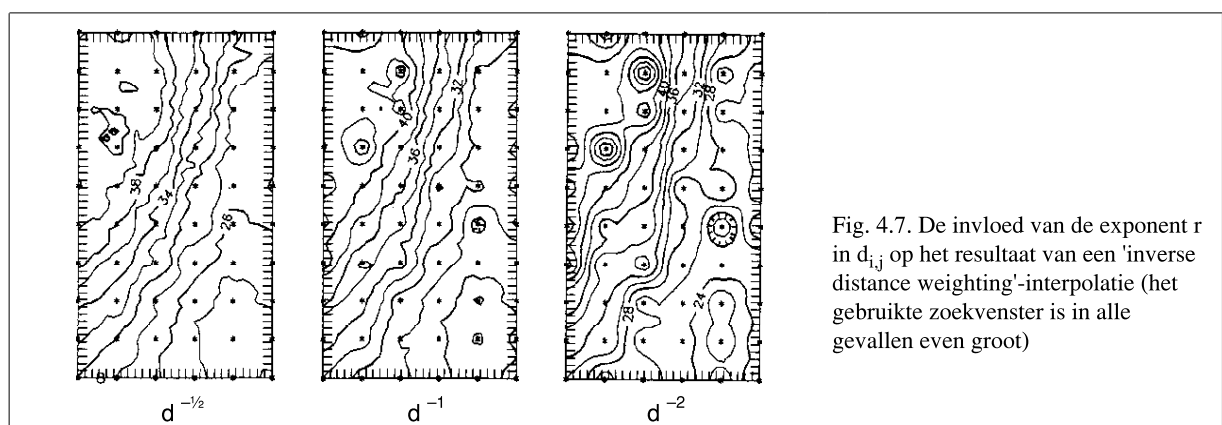 38
34
26
d –½
40
36
32
d –1
40
36
32
28
28
24
d –2
Fig. 4.7. De invloed van de exponent r
in di,j op het resultaat van een 'inverse
distance weighting'-interpolatie (het
gebruikte zoekvenster is in alle
gevallen even groot)